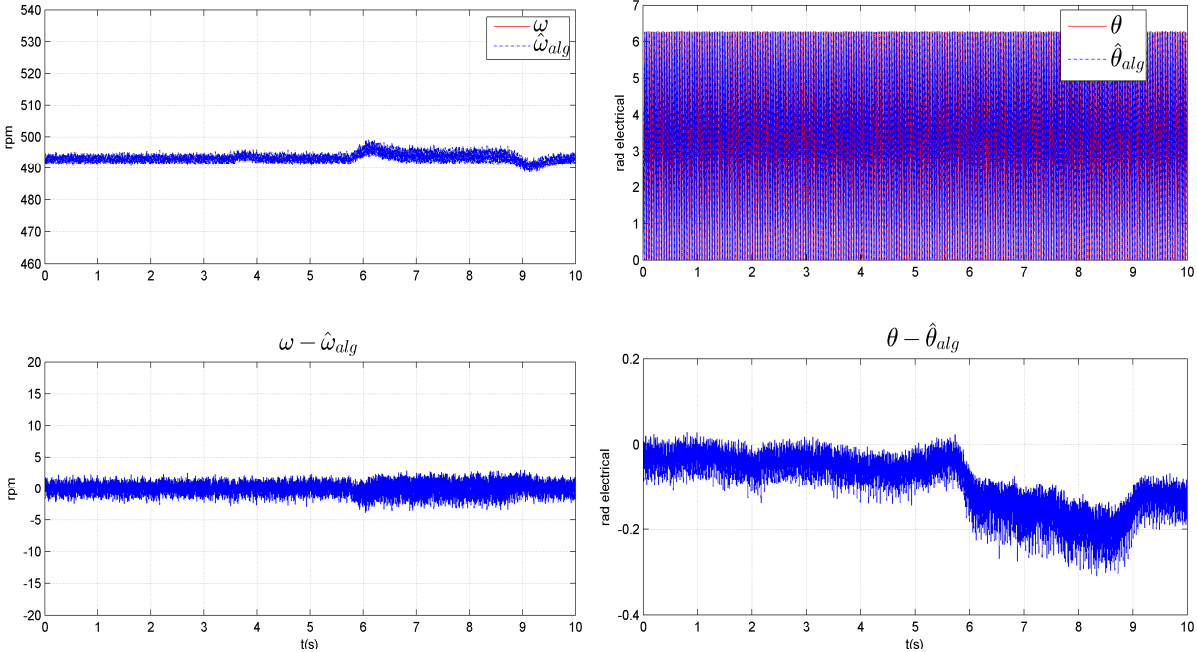 540
530
520
510
500
490
480
470
460
rpm
0 1 2 3 4 5 6 7 8 9 10
ω
ω̂alg
7
6
5
4
3
2
1
0
rad electrical
0 1 2 3 4 5 6 7 8 9 10
θ
θ̂alg
ω − ω̂alg
20
15
10
5
0
-5
-10
-15
-20
rpm
0 1 2 3 4 5 6 7 8 9 10
t(s)
θ − θ̂alg
0.2
0
-0.2
-0.4
rad electrical
0 1 2 3 4 5 6 7 8 9 10
t(s)